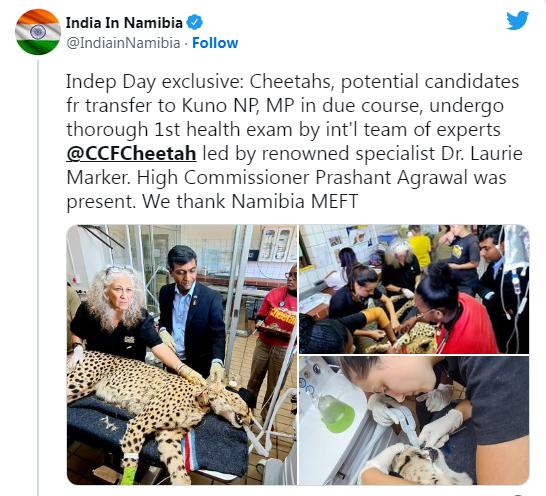 India In Namibia
@IndiainNamibia · Follow
Indep Day exclusive: Cheetahs, potential candidates
fr transfer to Kuno NP, MP in due course, undergo
thorough 1st health exam by int'l team of experts
@CCFCheetah led by renowned specialist Dr. Laurie
Marker. High Commissioner Prashant Agrawal was
present. We thank Namibia MEFT